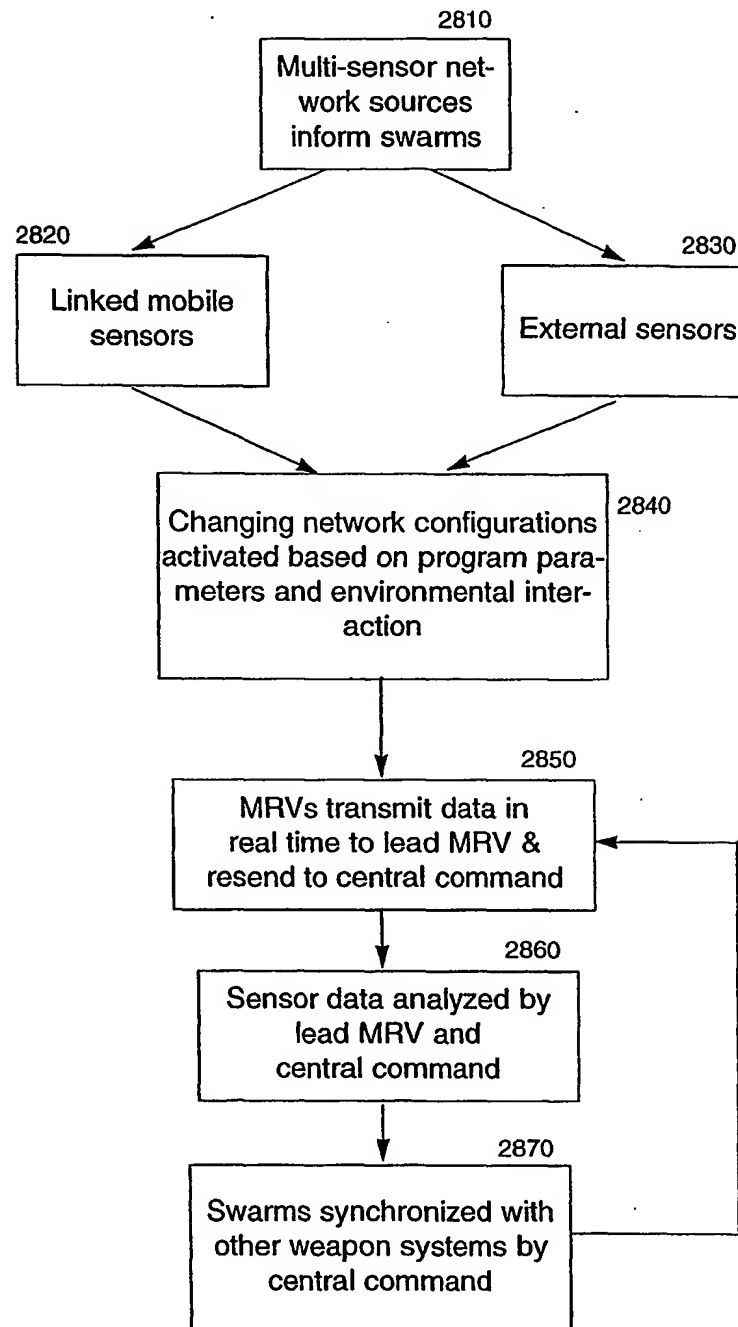 2810
Multi-sensor net-
work sources
inform swarms
2820
Linked mobile
sensors
2830
External sensors
2840
Changing network configurations
activated based on program para-
meters and environmental inter-
action
2850
MRVs transmit data in
real time to lead MRV &
resend to central command
2860
Sensor data analyzed by
lead MRV and
central command
2870
Swarms synchronized with
other weapon systems by
central command